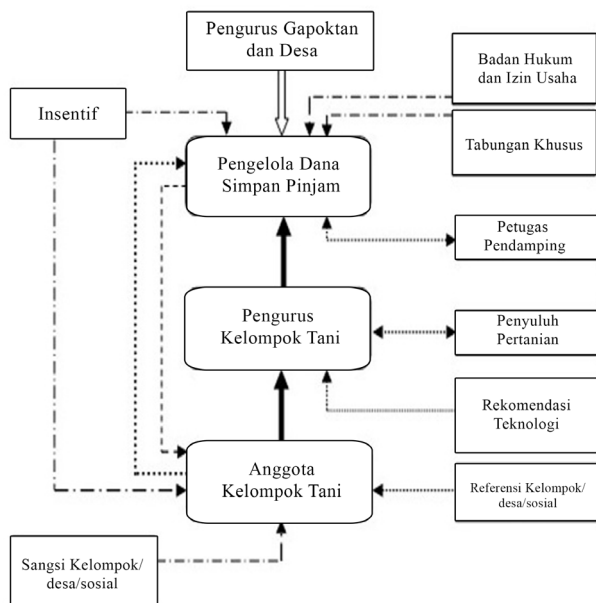 Pengurus Gapoktan
dan Desa
Badan Hukum
dan Izin Usaha
Insentif
Tabungan Khusus
Pengelola Dana
Simpan Pinjam
Petugas
Pendamping
Pengurus
Kelompok Tani
Penyuluh
Pertanian
Rekomendasi
Teknologi
Anggota
Kelompok Tani
Referensi Kelompok/
desa/sosial
Sangsi Kelompok/
desa/sosial